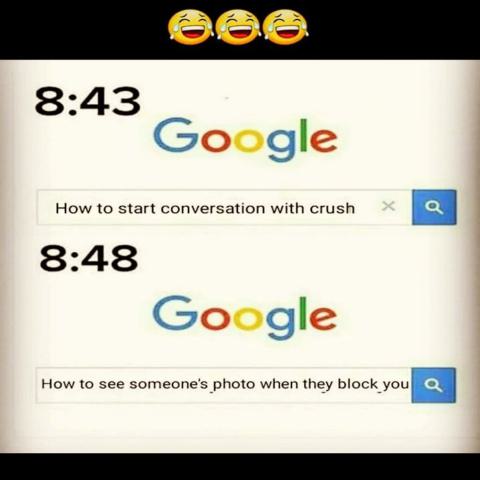 8:43
Google
How to start conversation with crush
8:48
Google
How to see someone's photo when they block you